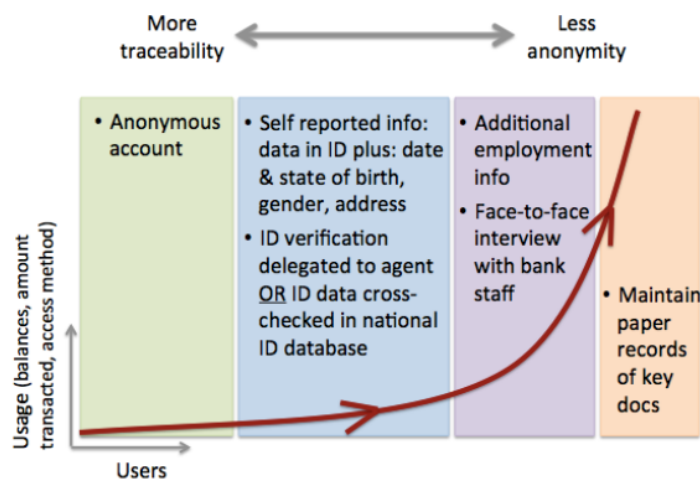 More
traceability
Less
anonymity
• Anonymous
account
• Self reported info:
data in ID plus: date
& state of birth,
gender, address
• ID verification
delegated to agent
OR ID data cross-
checked in national
ID database
• Additional
employment
info
• Face-to-face
interview
with bank
staff
• Maintain
paper
records
of key
docs
Usage (balances, amount
transacted, access method)
Users